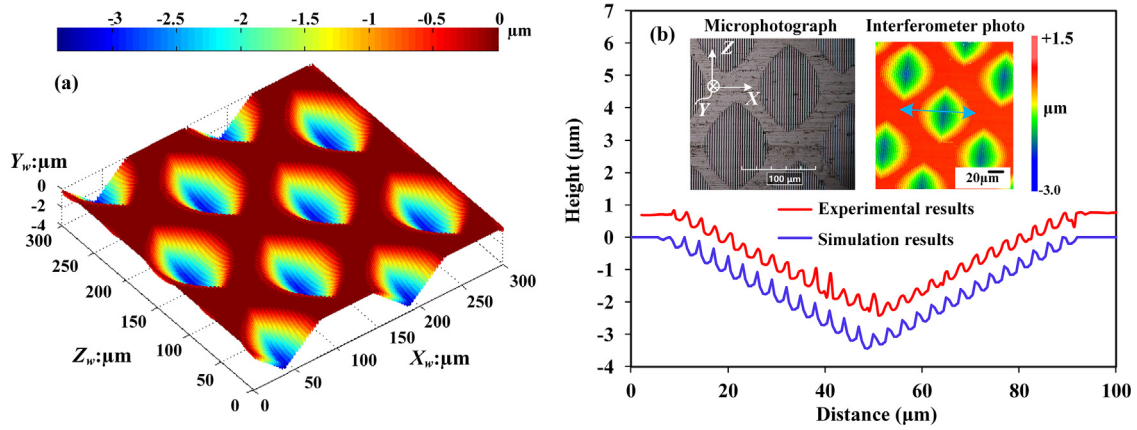 -3 -2.5 -2 -1.5 -1 -0.5 0
µm
(a)
Yw:µm
0
-2
-4
300
250
200
150
100
50
0
Zw:µm
0
50
100
150
200
250
300
Xw:µm
(b)
Microphotograph
Interferometer photo
Z
X
Y
100 µm
+1.5
µm
-3.0
20µm
Experimental results
Simulation results
Height (µm)
7
6
5
4
3
2
1
0
-1
-2
-3
-4
0 20 40 60 80 100
Distance (µm)